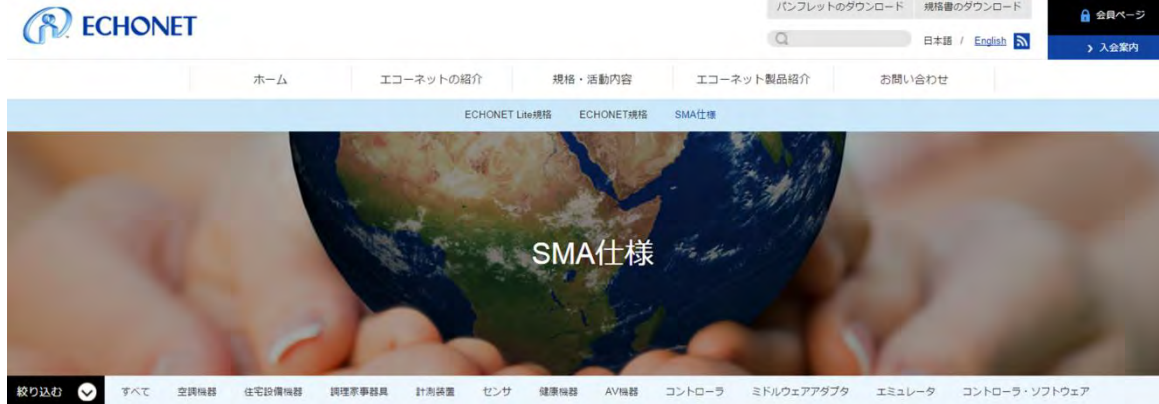 パンフレットのダウンロード 規格書のダウンロード
会員ページ
ECHONET
日本語 / English
入会案内
ホーム エコーネットの紹介 規格・活動内容 エコーネット製品紹介 お問い合わせ
ECHONET Lite規格 ECHONET規格 SMA仕様
SMA仕様
絞り込む すべて 空調機器 住宅設備機器 調理家事器具 計測装置 センサ 健康機器 AV機器 コントローラ ミドルウェアアダプタ エミュレータ コントローラ・ソフトウェア